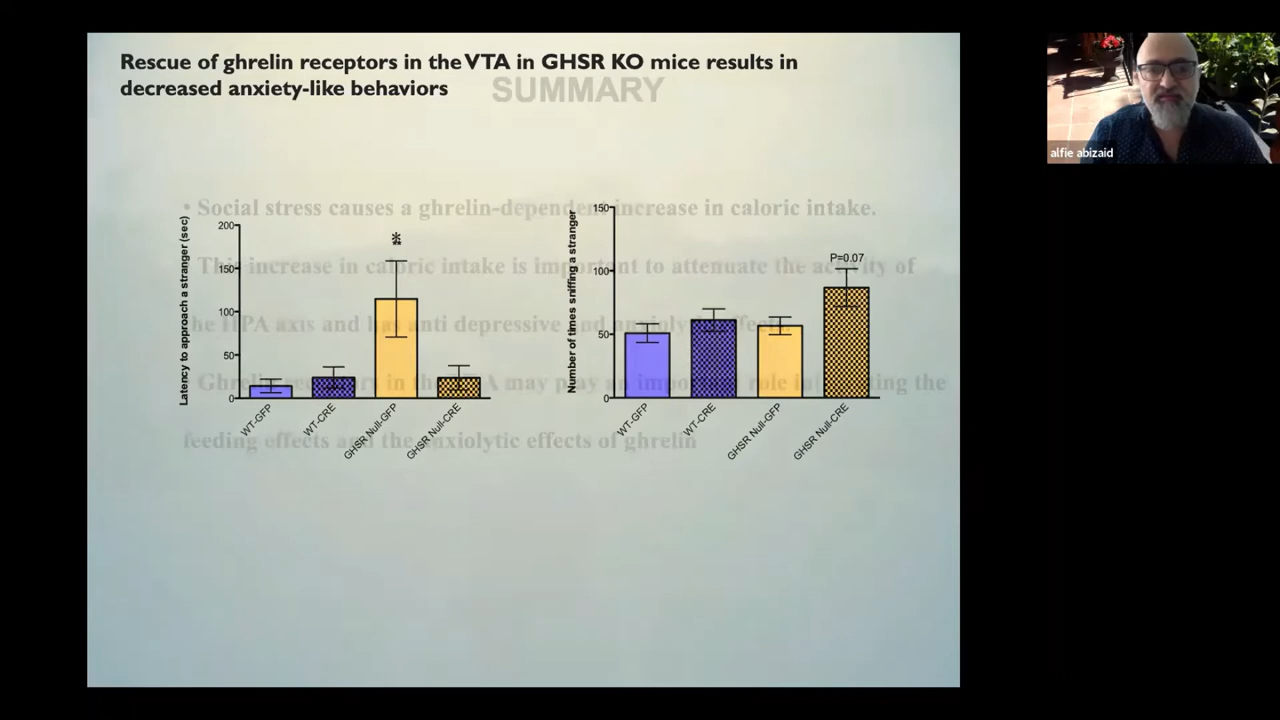 Rescue of ghrelin receptors in the VTA in GHSR KO mice results in
decreased anxiety-like behaviors
SUMMARY
• Social stress causes a ghrelin-dependent increase in caloric intake.
This increase in caloric intake is important to attenuate the activity of
the HPA axis and has anti depressive and anxiolytic effects.
Ghrelin receptors in the VTA may play an important role in mediating the
feeding effects and the anxiolytic effects of ghrelin
Latency to approach a stranger (sec)
200
150
100
50
0
*
WT-GFP
WT-CRE
GHSR Null-GFP
GHSR Null-CRE
Number of times sniffing a stranger
150
100
50
0
P=0.07
WT-GFP
WT-CRE
GHSR Null-GFP
GHSR Null-CRE
alfie abizaid